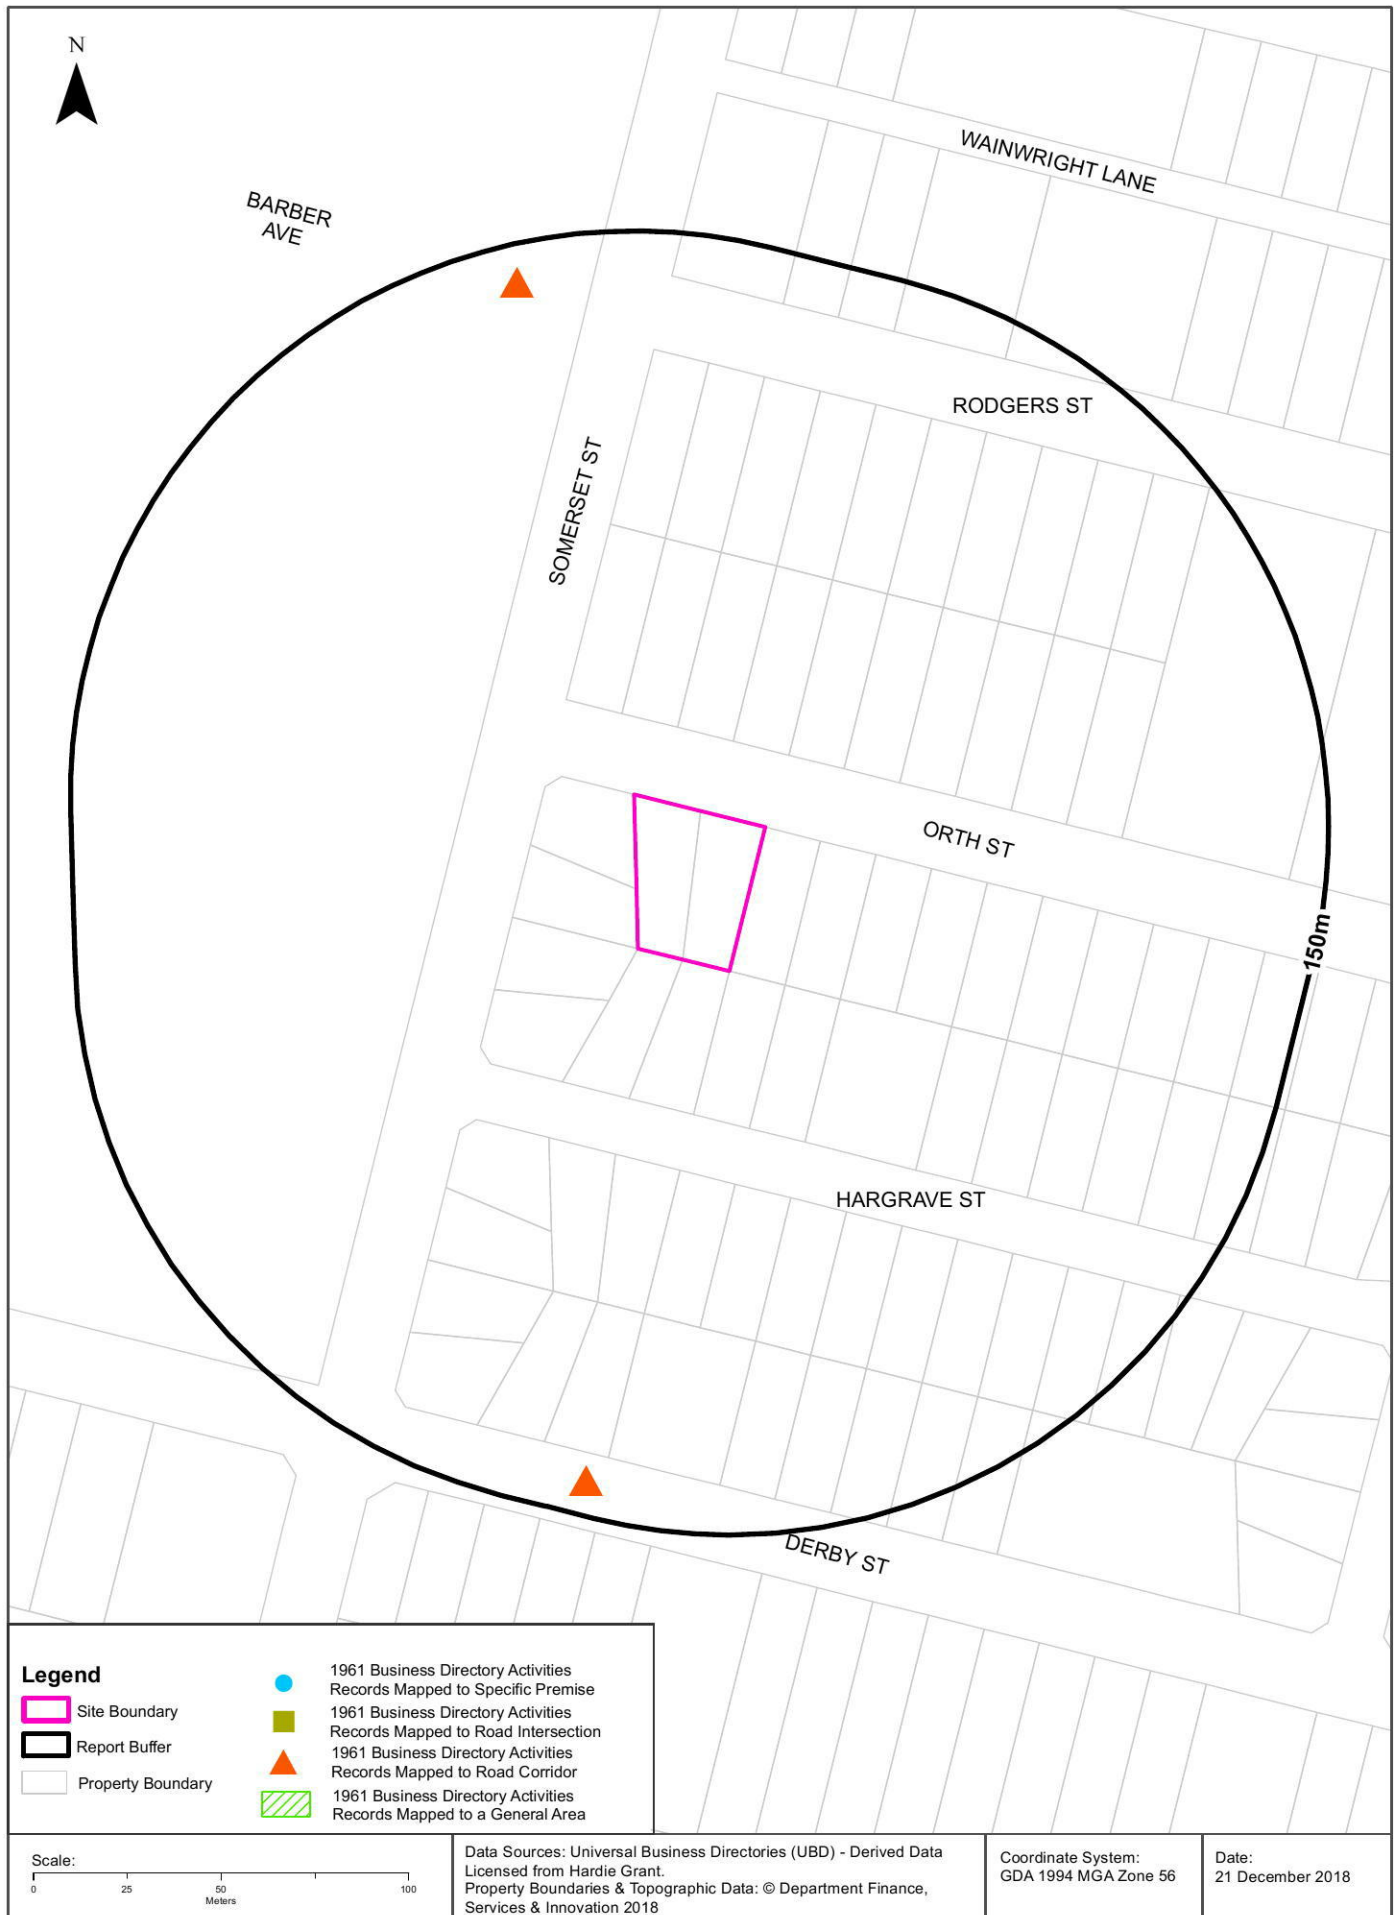 N
BARBER
AVE
WAINWRIGHT LANE
RODGERS ST
SOMERSET ST
ORTH ST
150m
HARGRAVE ST
DERBY ST
Legend
Site Boundary
Report Buffer
Property Boundary
1961 Business Directory Activities
Records Mapped to Specific Premise
1961 Business Directory Activities
Records Mapped to Road Intersection
1961 Business Directory Activities
Records Mapped to Road Corridor
1961 Business Directory Activities
Records Mapped to a General Area
Scale:
0 25 50 100
Meters
Data Sources: Universal Business Directories (UBD) - Derived Data
Licensed from Hardie Grant.
Property Boundaries & Topographic Data: © Department Finance,
Services & Innovation 2018
Coordinate System:
GDA 1994 MGA Zone 56
Date:
21 December 2018